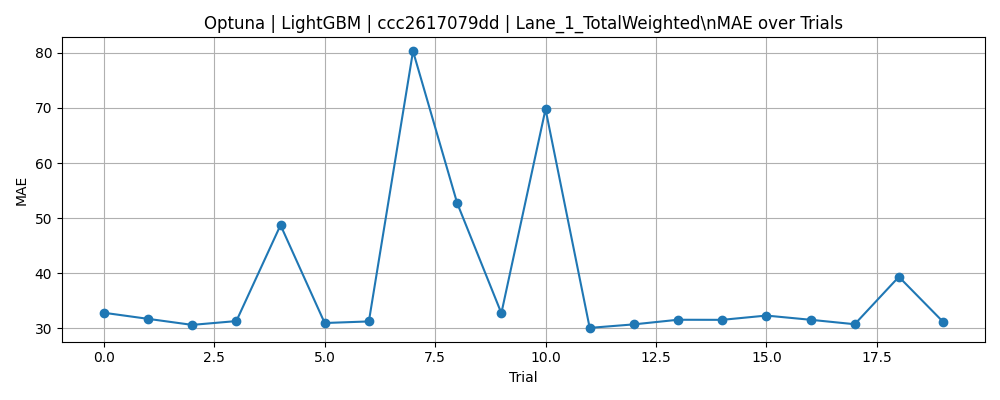 Optuna | LightGBM | ccc2617079dd | Lane_1_TotalWeighted\nMAE over Trials
80
70
60
50
40
30
MAE
0.0 2.5 5.0 7.5 10.0 12.5 15.0 17.5
Trial